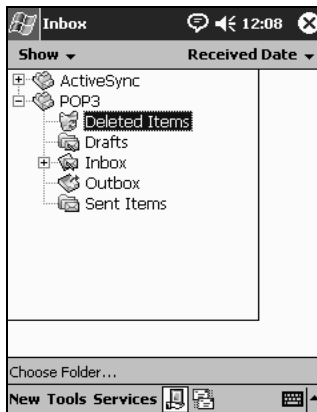 Inbox 12:08
Show Received Date
ActiveSync
POP3
Deleted Items
Drafts
Inbox
Outbox
Sent Items
Choose Folder...
New Tools Services